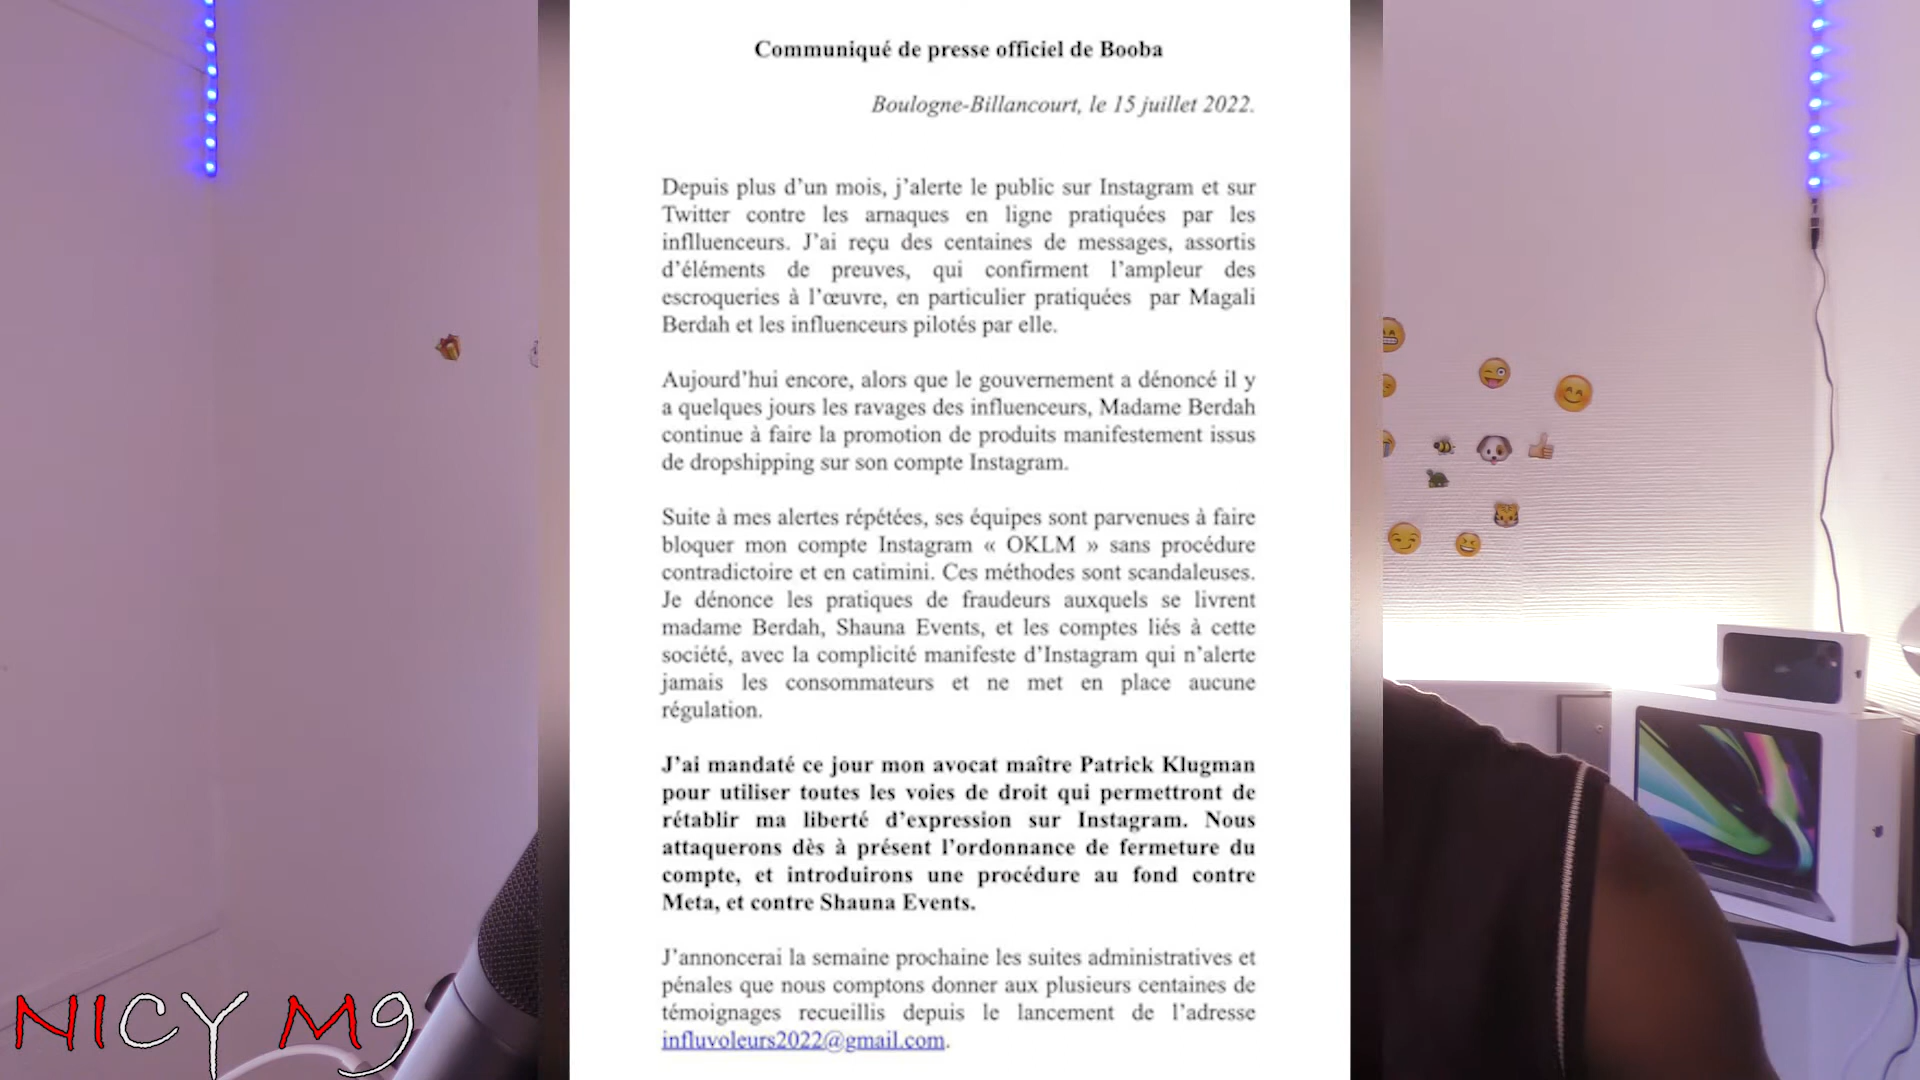 Communiqué de presse officiel de Booba
Boulogne-Billancourt, le 15 juillet 2022.
Depuis plus d'un mois, j'alerte le public sur Instagram et sur
Twitter contre les arnaques en ligne pratiquées par les
inflluenceurs. J'ai reçu des centaines de messages, assortis
d'éléments de preuves, qui confirment l'ampleur des
escroqueries à l'œuvre, en particulier pratiquées par Magali
Berdah et les influenceurs pilotés par elle.
Aujourd'hui encore, alors que le gouvernement a dénoncé il y
a quelques jours les ravages des influenceurs, Madame Berdah
continue à faire la promotion de produits manifestement issus
de dropshipping sur son compte Instagram.
Suite à mes alertes répétées, ses équipes sont parvenues à faire
bloquer mon compte Instagram « OKLM » sans procédure
contradictoire et en catimini. Ces méthodes sont scandaleuses.
Je dénonce les pratiques de fraudeurs auxquels se livrent
madame Berdah, Shauna Events, et les comptes liés à cette
société, avec la complicité manifeste d'Instagram qui n'alerte
jamais les consommateurs et ne met en place aucune
régulation.
J'ai mandaté ce jour mon avocat maître Patrick Klugman
pour utiliser toutes les voies de droit qui permettront de
rétablir ma liberté d'expression sur Instagram. Nous
attaquerons dès à présent l'ordonnance de fermeture du
compte, et introduirons une procédure au fond contre
Meta, et contre Shauna Events.
J'annoncerai la semaine prochaine les suites administratives et
pénales que nous comptons donner aux plusieurs centaines de
témoignages recueillis depuis le lancement de l'adresse
influvoleurs2022@gmail.com.
NICY M9